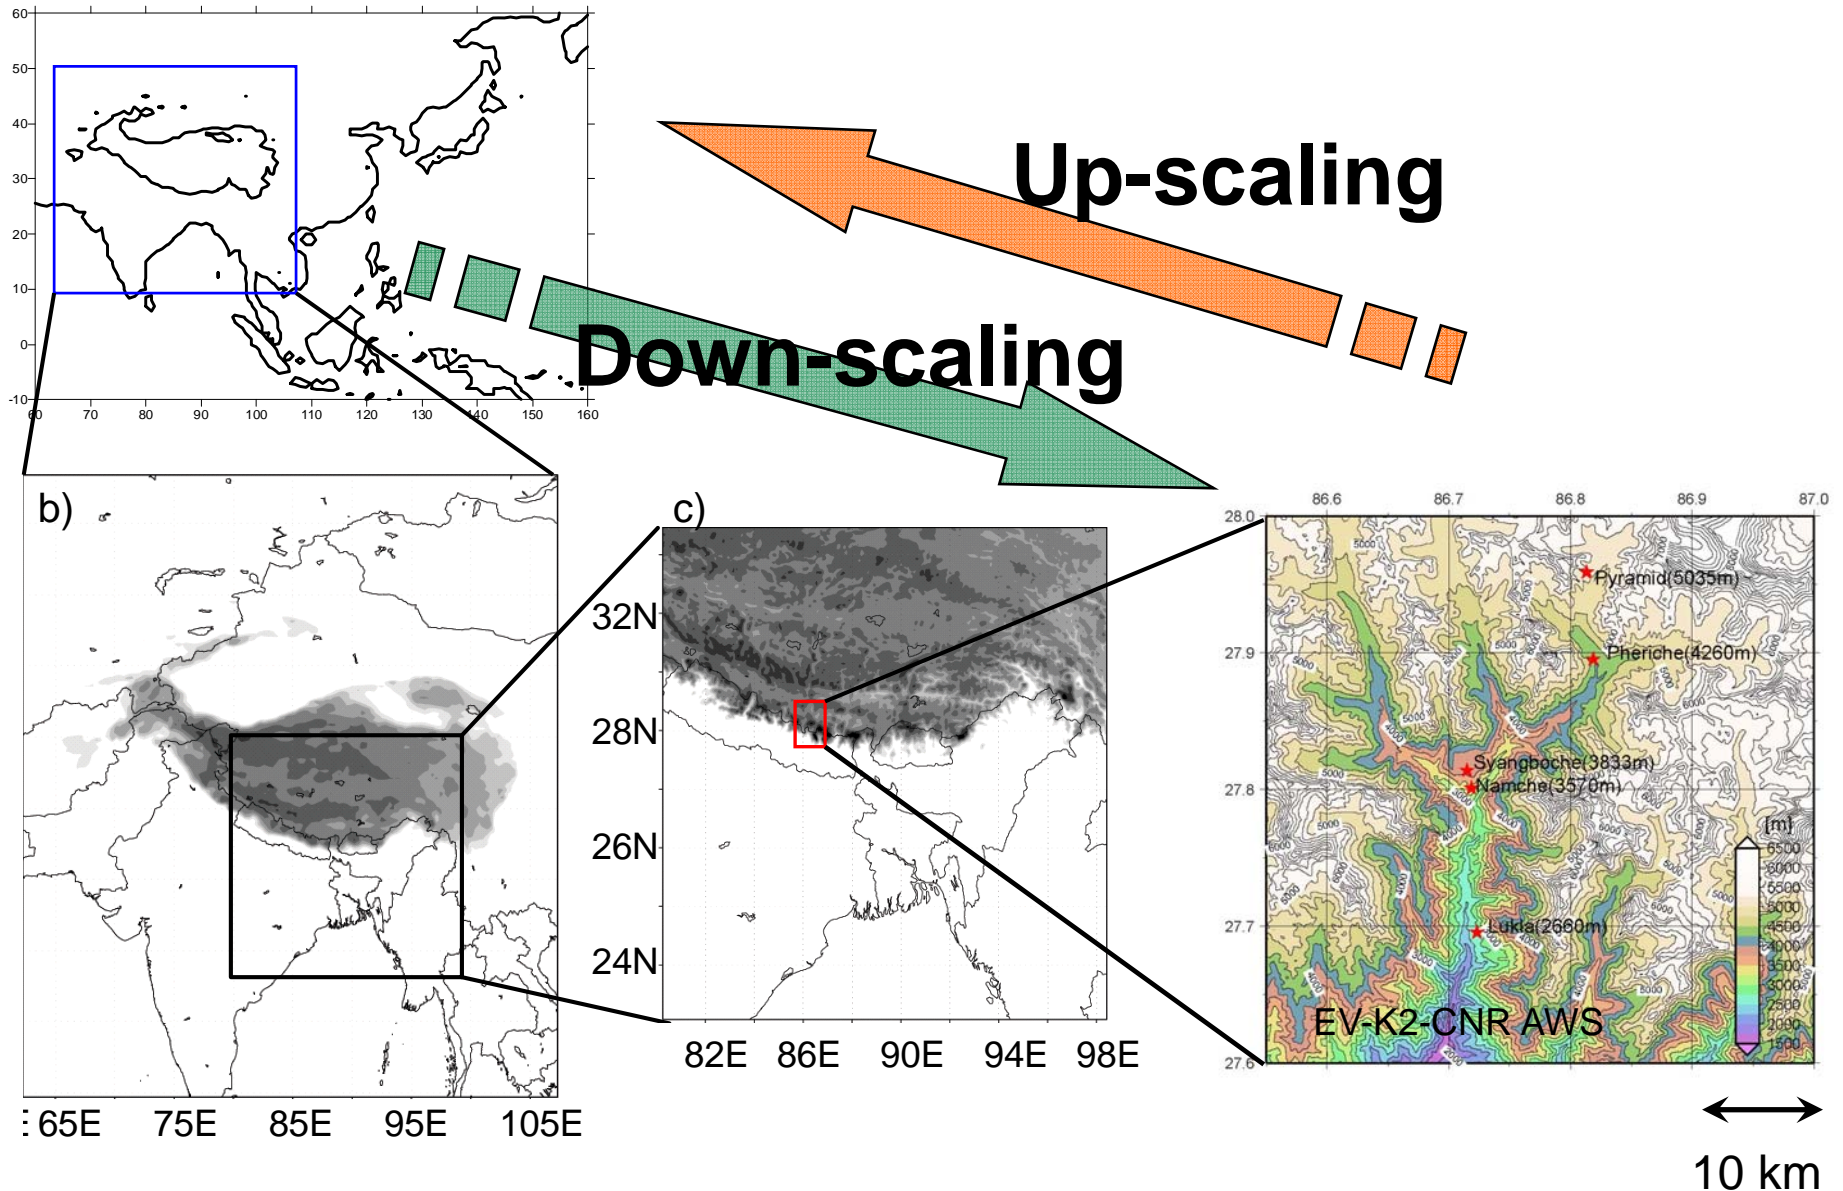 60
50
40
30
20
10
0
-10
60 70 80 90 100 110 120 130 140 150 160
Up-scaling
Down-scaling
b)
65E 75E 85E 95E 105E
c)
32N
28N
26N
24N
82E 86E 90E 94E 98E
86.6 86.7 86.8 86.9 87.0
28.0
27.9
27.8
27.7
27.6
Pyramid(5035m)
Pheriche(4260m)
Syangboche(3833m)
Namche(3570m)
Lukla(2660m)
EV-K2-CNR AWS
[m]
6500
6000
5500
5000
4500
4000
3500
3000
2500
2000
1500
10 km